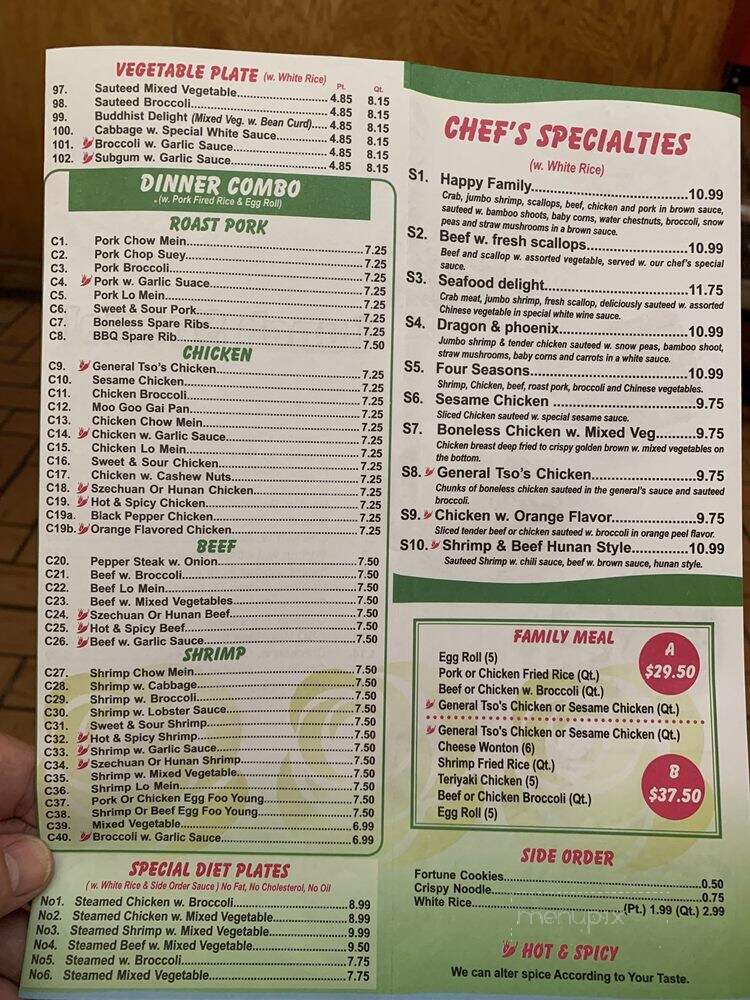 VEGETABLE PLATE (w. White Rice)
Pt. Qt.
97. Sauteed Mixed Vegetable 4.85 8.15
98. Sauteed Broccoli 4.85 8.15
99. Buddhist Delight (Mixed Veg. w. Bean Curd) 4.85 8.15
100. Cabbage w. Special White Sauce 4.85 8.15
101. Broccoli w. Garlic Sauce 4.85 8.15
102. Subgum w. Garlic Sauce 4.85 8.15
DINNER COMBO
(w. Pork Fired Rice & Egg Roll)
ROAST PORK
C1. Pork Chow Mein 7.25
C2. Pork Chop Suey 7.25
C3. Pork Broccoli 7.25
C4. Pork w. Garlic Suace 7.25
C5. Pork Lo Mein 7.25
C6. Sweet & Sour Pork 7.25
C7. Boneless Spare Ribs 7.25
C8. BBQ Spare Rib 7.50
CHICKEN
C9. General Tso's Chicken 7.25
C10. Sesame Chicken 7.25
C11. Chicken Broccoli 7.25
C12. Moo Goo Gai Pan 7.25
C13. Chicken Chow Mein 7.25
C14. Chicken w. Garlic Sauce 7.25
C15. Chicken Lo Mein 7.25
C16. Sweet & Sour Chicken 7.25
C17. Chicken w. Cashew Nuts 7.25
C18. Szechuan Or Hunan Chicken 7.25
C19. Hot & Spicy Chicken 7.25
C19a. Black Pepper Chicken 7.25
C19b. Orange Flavored Chicken 7.25
BEEF
C20. Pepper Steak w. Onion 7.50
C21. Beef w. Broccoli 7.50
C22. Beef Lo Mein 7.50
C23. Beef w. Mixed Vegetables 7.50
C24. Szechuan Or Hunan Beef 7.50
C25. Hot & Spicy Beef 7.50
C26. Beef w. Garlic Sauce 7.50
SHRIMP
C27. Shrimp Chow Mein 7.50
C28. Shrimp w. Cabbage 7.50
C29. Shrimp w. Broccoli 7.50
C30. Shrimp w. Lobster Sauce 7.50
C31. Sweet & Sour Shrimp 7.50
C32. Hot & Spicy Shrimp 7.50
C33. Shrimp w. Garlic Sauce 7.50
C34. Szechuan Or Hunan Shrimp 7.50
C35. Shrimp w. Mixed Vegetable 7.50
C36. Shrimp Lo Mein 7.50
C37. Pork Or Chicken Egg Foo Young 7.50
C38. Shrimp Or Beef Egg Foo Young 7.50
C39. Mixed Vegetable 6.99
C40. Broccoli w. Garlic Sauce 6.99
SPECIAL DIET PLATES
( w. White Rice & Side Order Sauce ) No Fat, No Cholesterol, No Oil
No1. Steamed Chicken w. Broccoli 8.99
No2. Steamed Chicken w. Mixed Vegetable 8.99
No3. Steamed Shrimp w. Mixed Vegetable 9.99
No4. Steamed Beef w. Mixed Vegetable 9.50
No5. Steamed w. Broccoli 7.75
No6. Steamed Mixed Vegetable 7.75
CHEF'S SPECIALTIES
(w. White Rice)
S1. Happy Family 10.99
Crab, jumbo shrimp, scallops, beef, chicken and pork in brown sauce,
sauteed w. bamboo shoots, baby corns, water chestnuts, broccoli, snow
peas and straw mushrooms in a brown sauce.
S2. Beef w. fresh scallops 10.99
Beef and scallop w. assorted vegetable, served w. our chef's special
sauce.
S3. Seafood delight 11.75
Crab meat, jumbo shrimp, fresh scallop, deliciously sauteed w. assorted
Chinese vegetable in special white wine sauce.
S4. Dragon & phoenix 10.99
Jumbo shrimp & tender chicken sauteed w. snow peas, bamboo shoot,
straw mushrooms, baby corns and carrots in a white sauce.
S5. Four Seasons 10.99
Shrimp, Chicken, beef, roast pork, broccoli and Chinese vegetables.
S6. Sesame Chicken 9.75
Sliced Chicken sauteed w. special sesame sauce.
S7. Boneless Chicken w. Mixed Veg 9.75
Chicken breast deep fried to crispy golden brown w. mixed vegetables on
the bottom.
S8. General Tso's Chicken 9.75
Chunks of boneless chicken sauteed in the general's sauce and sauteed
broccoli.
S9. Chicken w. Orange Flavor 9.75
Sliced tender beef or chicken sauteed w. broccoli in orange peel flavor.
S10. Shrimp & Beef Hunan Style 10.99
Sauteed Shrimp w. chili sauce, beef w. brown sauce, hunan style.
FAMILY MEAL
A
$29.50
Egg Roll (5)
Pork or Chicken Fried Rice (Qt.)
Beef or Chicken w. Broccoli (Qt.)
General Tso's Chicken or Sesame Chicken (Qt.)
General Tso's Chicken or Sesame Chicken (Qt.)
Cheese Wonton (6)
Shrimp Fried Rice (Qt.)
Teriyaki Chicken (5)
Beef or Chicken Broccoli (Qt.)
Egg Roll (5)
B
$37.50
SIDE ORDER
Fortune Cookies 0.50
Crispy Noodle 0.75
White Rice (Pt.) 1.99 (Qt.) 2.99
menupix
HOT & SPICY
We can alter spice According to Your Taste.